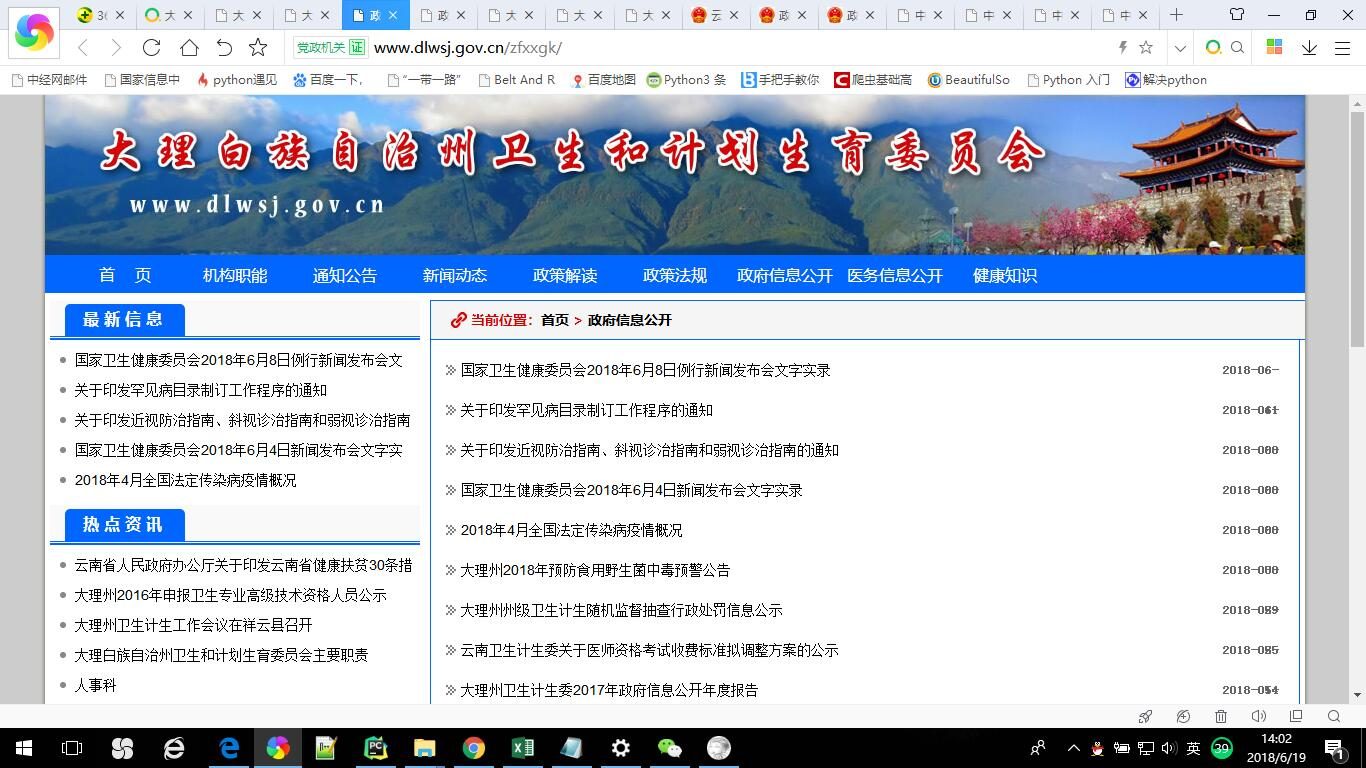 36
大
大
大
政
政
大
大
大
云
政
政
中
中
中
中
党政机关 证 www.dlwsj.gov.cn/zfxxgk/
中经网邮件 国家信息中 python遇见 百度一下, “一带一路” Belt And R 百度地图 Python3 条 手把手教你 爬虫基础高 BeautifulSo Python 入门 解决python
大理白族自治州卫生和计划生育委员会
www.dlwsj.gov.cn
首 页 机构职能 通知公告 新闻动态 政策解读 政策法规 政府信息公开 医务信息公开 健康知识
最新信息
国家卫生健康委员会2018年6月8日例行新闻发布会文
关于印发罕见病目录制订工作程序的通知
关于印发近视防治指南、斜视诊治指南和弱视诊治指南
国家卫生健康委员会2018年6月4日新闻发布会文字实
2018年4月全国法定传染病疫情概况
热点资讯
云南省人民政府办公厅关于印发云南省健康扶贫30条措
大理州2016年申报卫生专业高级技术资格人员公示
大理州卫生计生工作会议在祥云县召开
大理白族自治州卫生和计划生育委员会主要职责
人事科
当前位置：首页 > 政府信息公开
国家卫生健康委员会2018年6月8日例行新闻发布会文字实录 2018-06-
关于印发罕见病目录制订工作程序的通知
关于印发近视防治指南、斜视诊治指南和弱视诊治指南的通知
国家卫生健康委员会2018年6月4日新闻发布会文字实录
2018年4月全国法定传染病疫情概况
大理州2018年预防食用野生菌中毒预警公告
大理州州级卫生计生随机监督抽查行政处罚信息公示
云南卫生计生委关于医师资格考试收费标准拟调整方案的公示
大理州卫生计生委2017年政府信息公开年度报告
英 39 14:02
2018/6/19
1